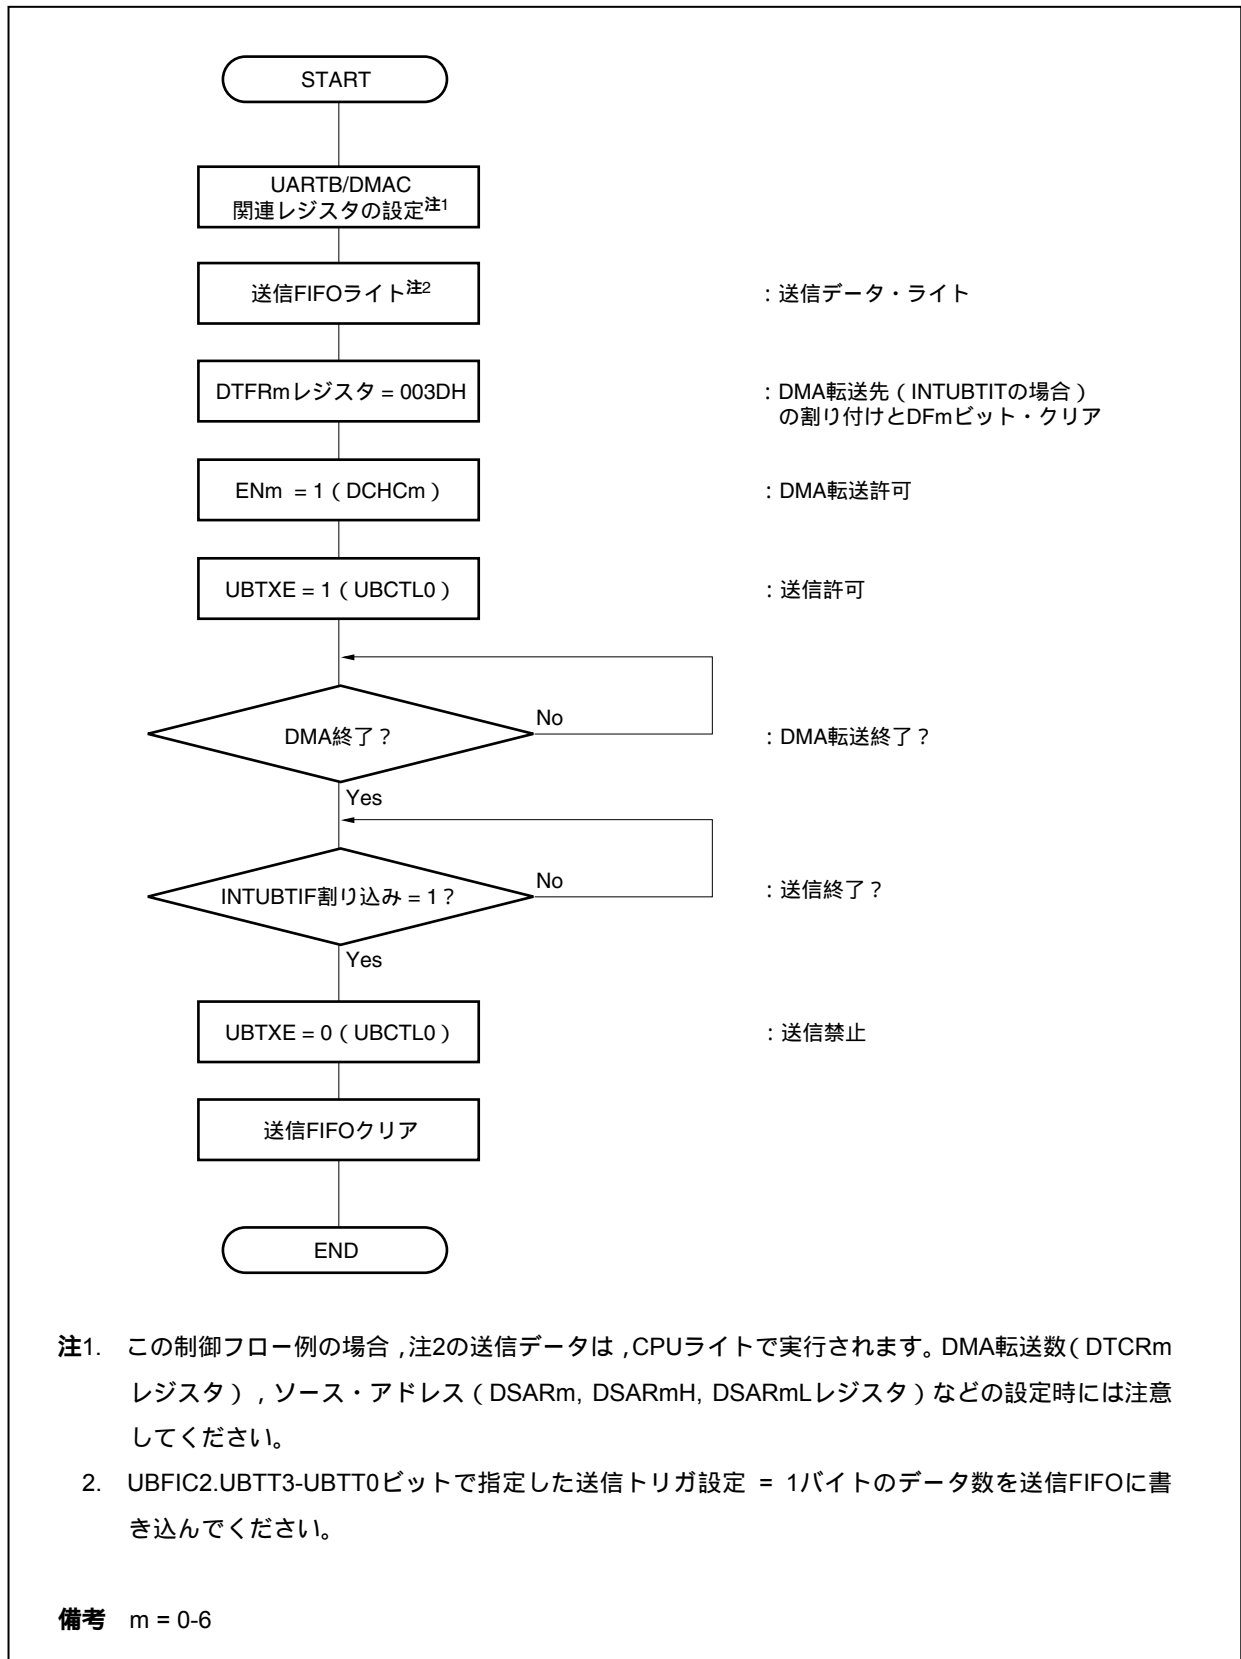 START
UARTB/DMAC
関連レジスタの設定注1
送信FIFOライト注2
：送信データ・ライト
DTFRmレジスタ = 003DH
：DMA転送先（INTUBTITの場合）
の割り付けとDFmビット・クリア
ENm = 1（DCHCm）
：DMA転送許可
UBTXE = 1（UBCTL0）
：送信許可
DMA終了？
No
：DMA転送終了？
Yes
INTUBTIF割り込み = 1？
No
：送信終了？
Yes
UBTXE = 0（UBCTL0）
：送信禁止
送信FIFOクリア
END
注1. この制御フロー例の場合，注2の送信データは，CPUライトで実行されます。DMA転送数（DTCRm
レジスタ），ソース・アドレス（DSARm, DSARmH, DSARmLレジスタ）などの設定時には注意
してください。
2. UBFIC2.UBTT3-UBTT0ビットで指定した送信トリガ設定 = 1バイトのデータ数を送信FIFOに書
き込んでください。
備考 m = 0-6